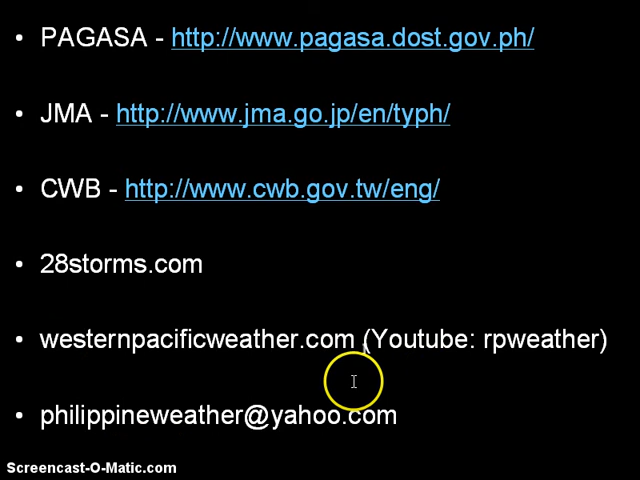 • PAGASA - http://www.pagasa.dost.gov.ph/
• JMA - http://www.jma.go.jp/en/typh/
• CWB - http://www.cwb.gov.tw/eng/
• 28storms.com
• westernpacificweather.com (Youtube: rpweather)
• philippineweather@yahoo.com
Screencast-O-Matic.com